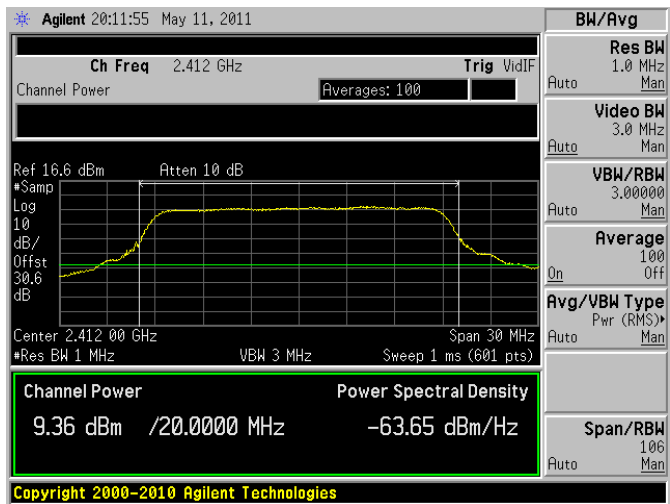 Agilent 20:11:55 May 11, 2011
BW/Avg
Ch Freq 2.412 GHz Trig VidIF
Channel Power Averages: 100
Ref 16.6 dBm Atten 10 dB
#Samp
Log
10
dB/
Offst
30.6
dB
Center 2.412 00 GHz Span 30 MHz
#Res BW 1 MHz VBW 3 MHz Sweep 1 ms (601 pts)
Channel Power Power Spectral Density
9.36 dBm /20.0000 MHz -63.65 dBm/Hz
Res BW
1.0 MHz
Auto Man
Video BW
3.0 MHz
Auto Man
VBW/RBW
3.00000
Auto Man
Average
100
On Off
Avg/VBW Type
Pwr (RMS)
Auto Man
Span/RBW
106
Auto Man
Copyright 2000-2010 Agilent Technologies